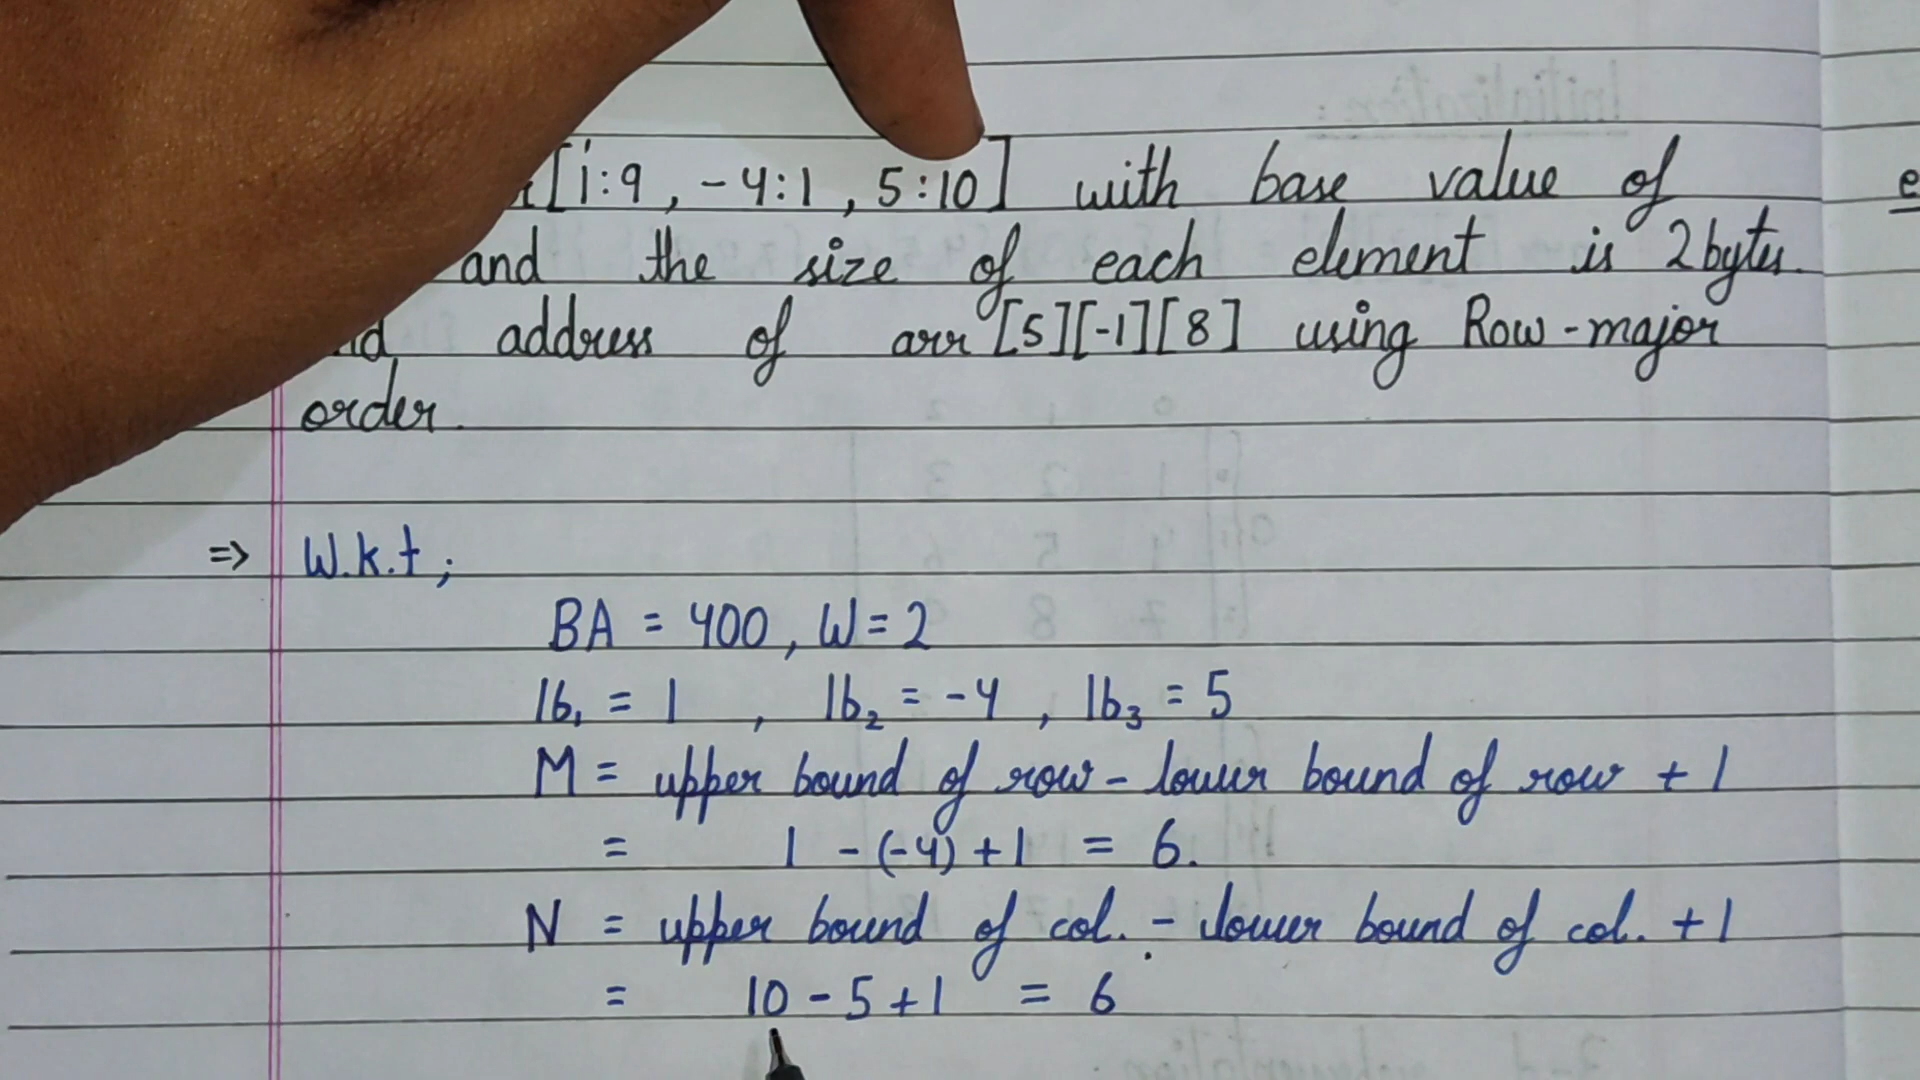 [1:9 , -4:1 , 5:10] with base value of
and the size of each element is 2 bytes.
address of arr [5][-1][8] using Row-major
order.
=> W.k.t ;
BA = 400 , W = 2
lb₁ = 1 , lb₂ = -4 , lb₃ = 5
M = upper bound of row - lower bound of row + 1
= 1 - (-4) + 1 = 6.
N = upper bound of col. - lower bound of col. + 1
= 10 - 5 + 1 = 6